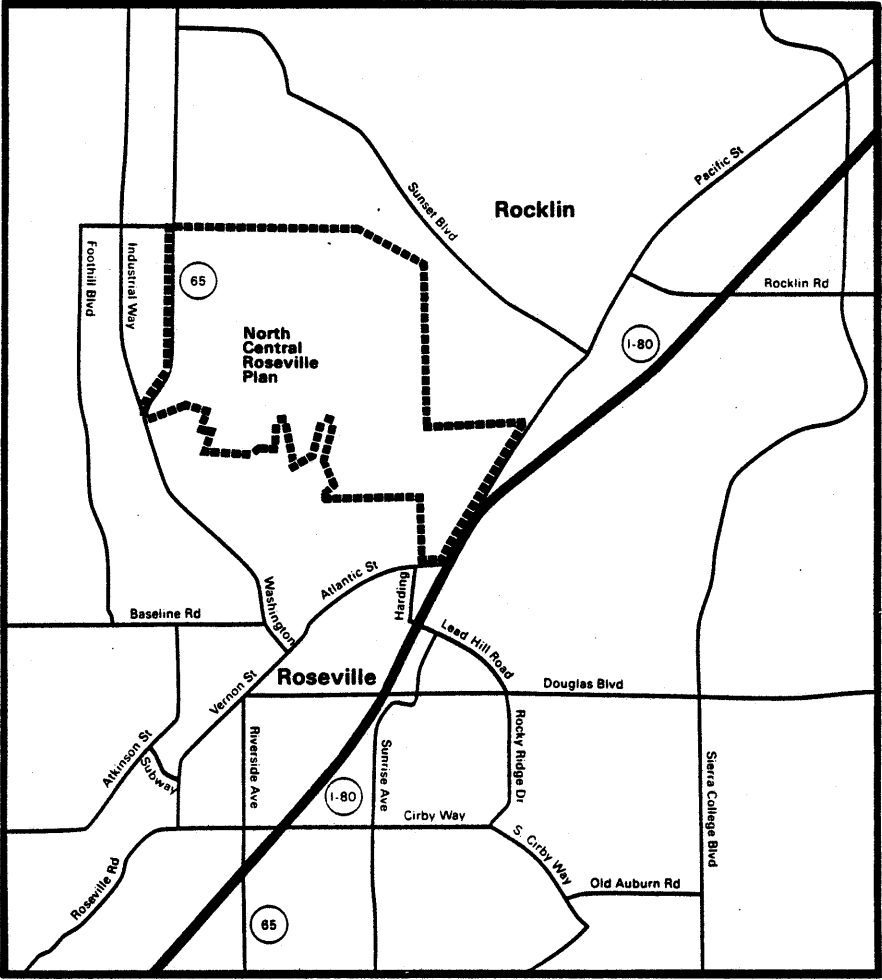 Pacific St
Sunset Blvd
Rocklin
Foothill Blvd
Industrial Way
65
Rocklin Rd
North
Central
Roseville
Plan
I-80
Atlantic St
Harding
Washington
Baseline Rd
Lead Hill Road
Roseville
Vernon St
Douglas Blvd
Atkinson St
Subway
Riverside Ave
Sunrise Ave
Rocky Ridge Dr
Sierra College Blvd
I-80
Cirby Way
S. Cirby Way
Roseville Rd
Old Auburn Rd
65